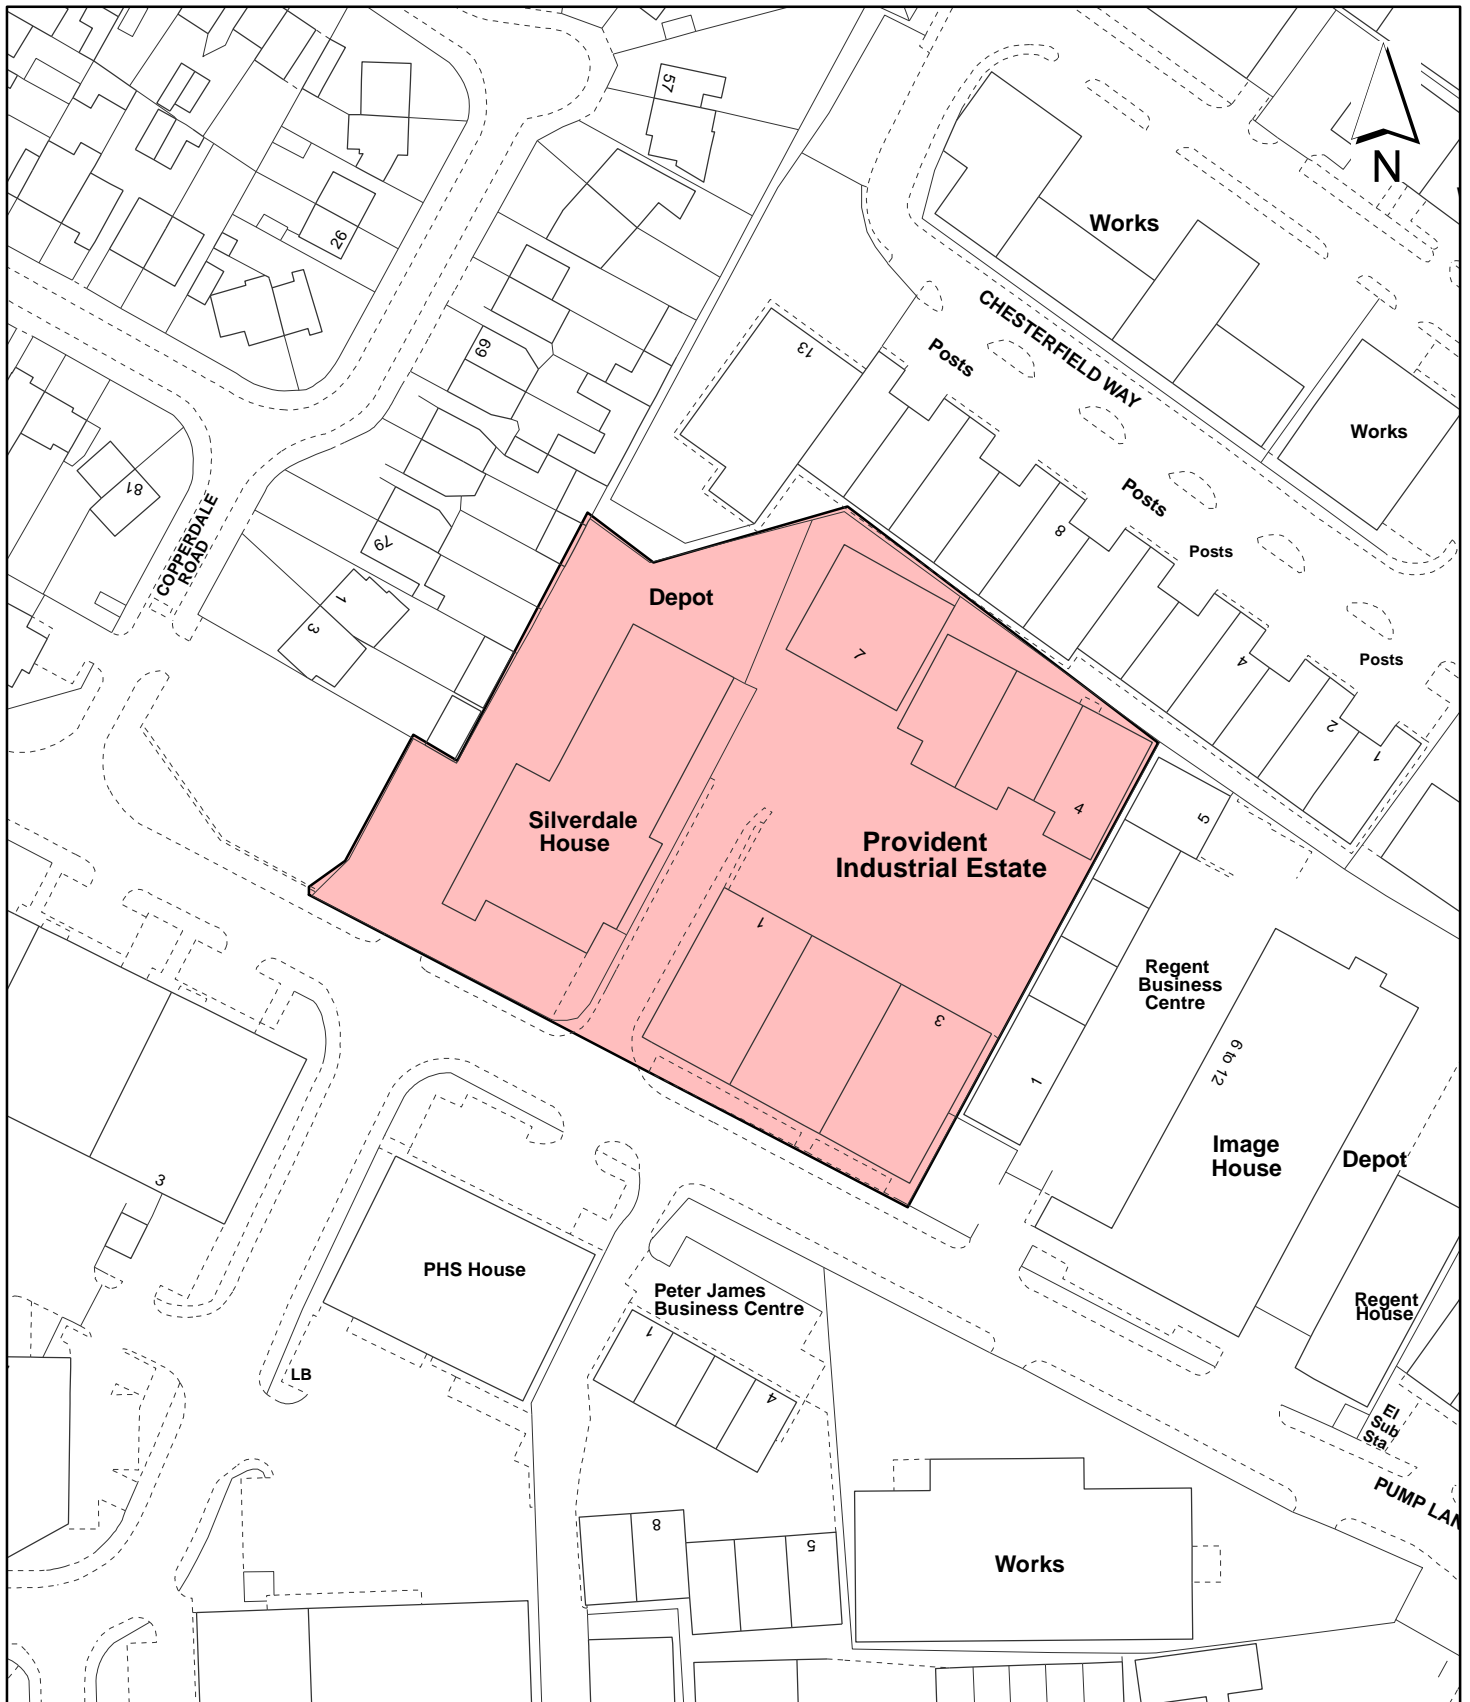 57
N
26
Works
CHESTERFIELD WAY
Posts
13
69
Works
81
COPPERDALE
ROAD
79
8
Posts
Posts
1
3
Depot
7
4
Posts
2
1
Silverdale
House
4
5
Provident
Industrial Estate
1
3
Regent
Business
Centre
6 to 12
1
Image
House
Depot
3
PHS House
Peter James
Business Centre
Regent
House
1
4
LB
El
Sub
Sta
PUMP LAN
8
5
Works